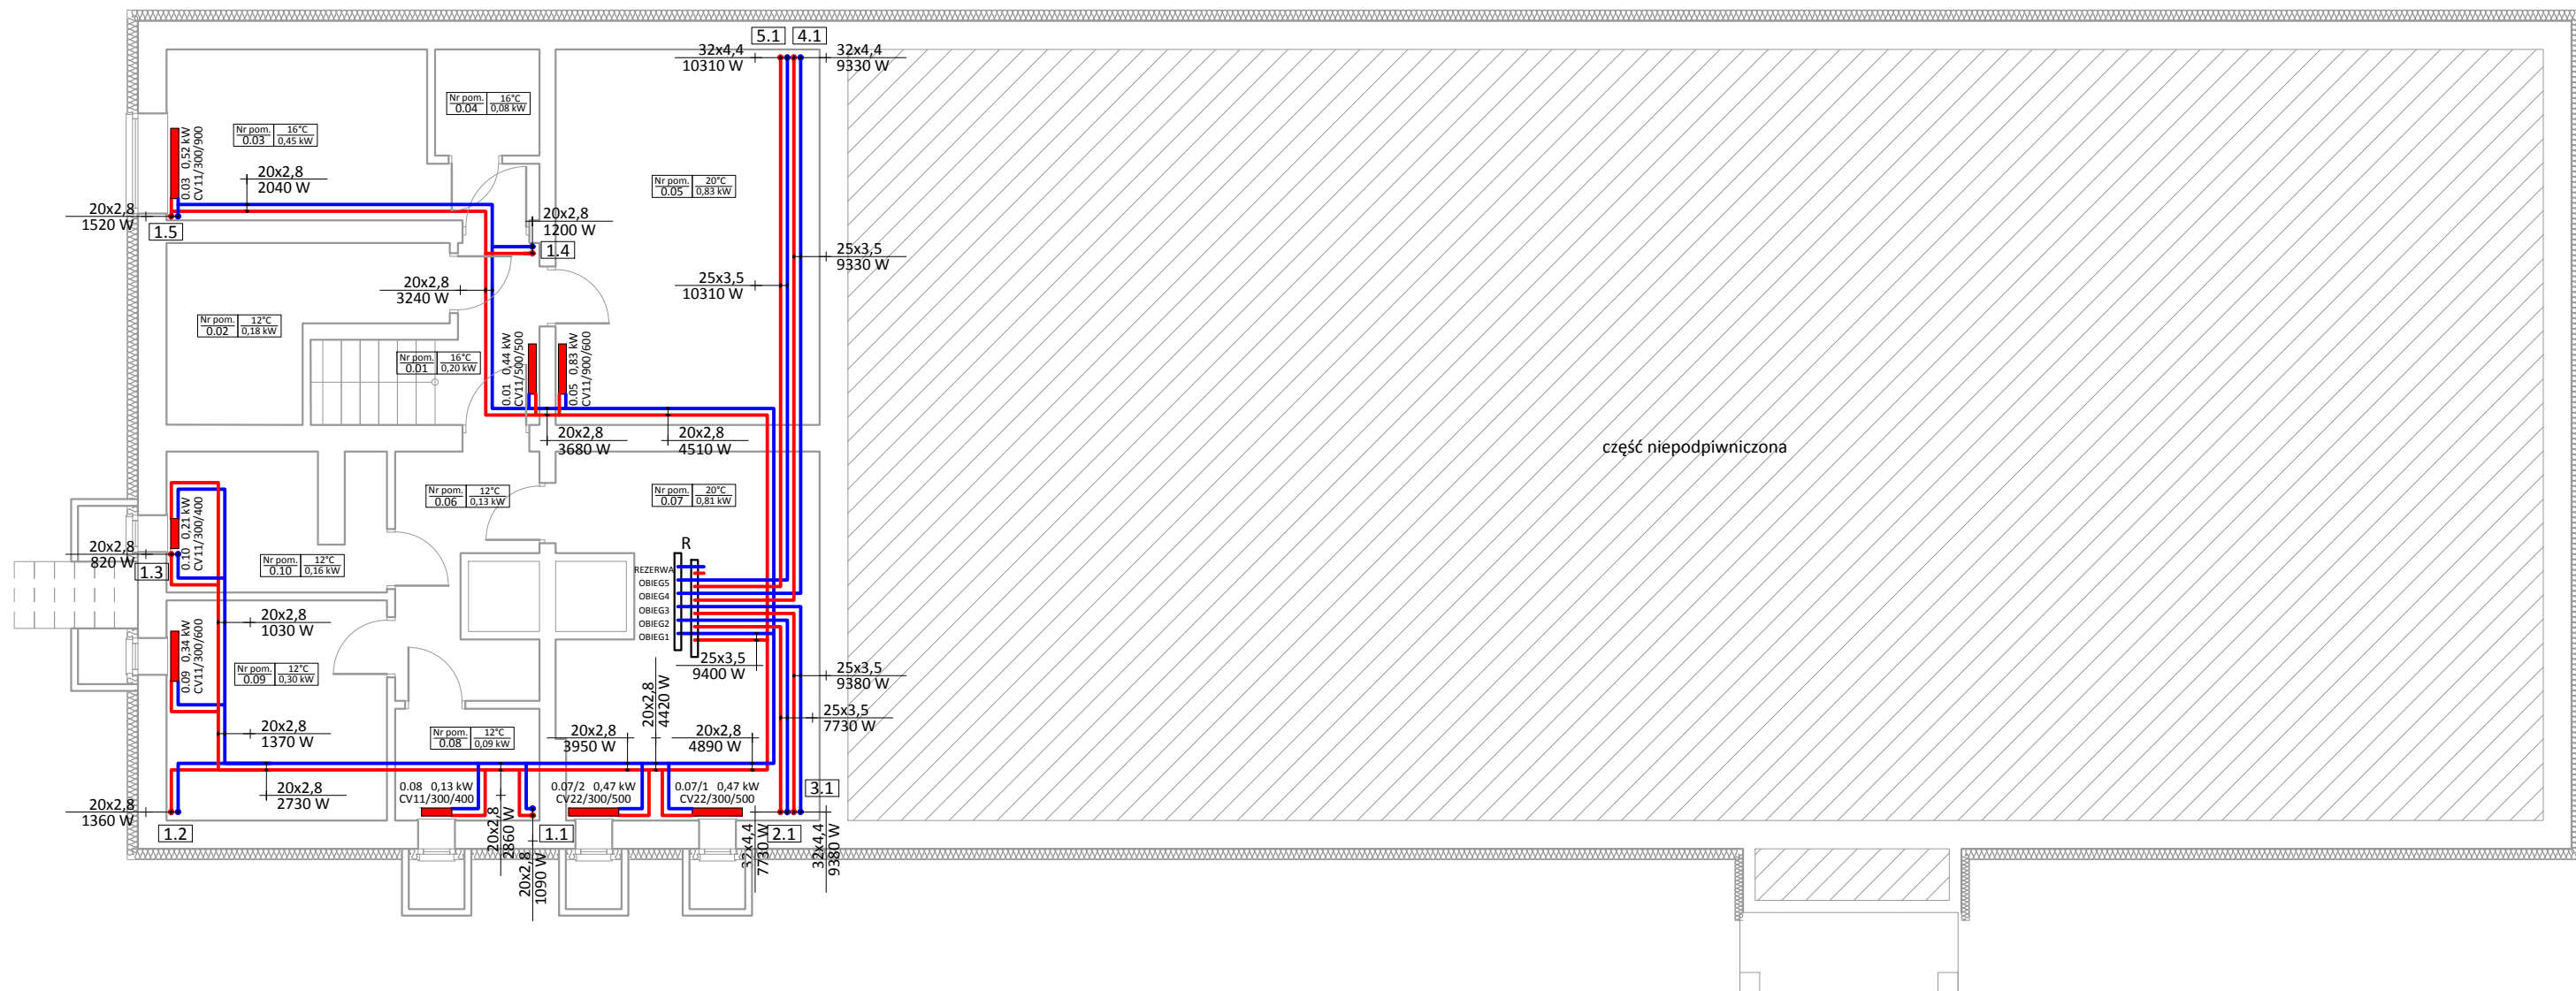 5.1
4.1
32x4,4
10310 W
32x4,4
9330 W
Nr pom.
0.04
16°C
0,08 kW
Nr pom.
0.03
16°C
0,45 kW
0.03 0,52 kW
CV11/300/900
20x2,8
2040 W
Nr pom.
0.05
20°C
0,83 kW
20x2,8
1520 W
1.5
20x2,8
1200 W
1.4
25x3,5
9330 W
20x2,8
3240 W
25x3,5
10310 W
Nr pom.
0.02
12°C
0,18 kW
Nr pom.
0.01
16°C
0,20 kW
0.01 0,44 kW
CV11/500/500
0.05 0,83 kW
CV11/900/600
20x2,8
3680 W
20x2,8
4510 W
część niepodpiwniczona
Nr pom.
0.06
12°C
0,13 kW
Nr pom.
0.07
20°C
0,81 kW
0.10 0,21 kW
CV11/300/400
20x2,8
820 W
1.3
Nr pom.
0.10
12°C
0,16 kW
R
REZERWA
OBIEG5
OBIEG4
OBIEG3
OBIEG2
OBIEG1
20x2,8
1030 W
0.09 0,34 kW
CV11/300/600
Nr pom.
0.09
12°C
0,30 kW
25x3,5
9400 W
25x3,5
9380 W
20x2,8
4420 W
25x3,5
7730 W
20x2,8
1370 W
Nr pom.
0.08
12°C
0,09 kW
20x2,8
3950 W
20x2,8
4890 W
20x2,8
2730 W
0.08 0,13 kW
CV11/300/400
0.07/2 0,47 kW
CV22/300/500
0.07/1 0,47 kW
CV22/300/500
3.1
20x2,8
1360 W
1.2
20x2,8
2860 W
1.1
2.1
20x2,8
1090 W
32x4,4
7730 W
32x4,4
9380 W